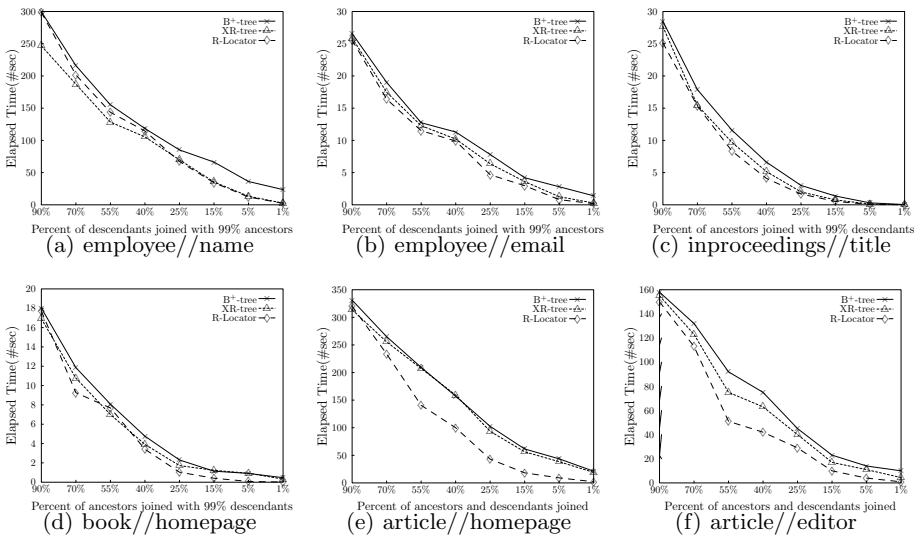 300
250
200
150
100
50
0
Elapsed Time(#sec)
B+-tree
XR-tree
R-Locator
90% 70% 55% 40% 25% 15% 5% 1%
Percent of descendants joined with 99% ancestors
(a) employee//name
30
25
20
15
10
5
0
Elapsed Time(#sec)
B+-tree
XR-tree
R-Locator
90% 70% 55% 40% 25% 15% 5% 1%
Percent of descendants joined with 99% ancestors
(b) employee//email
30
25
20
15
10
5
0
Elapsed Time(#sec)
B+-tree
XR-tree
R-Locator
90% 70% 55% 40% 25% 15% 5% 1%
Percent of ancestors joined with 99% descendants
(c) inproceedings//title
20
18
16
14
12
10
8
6
4
2
0
Elapsed Time(#sec)
B+-tree
XR-tree
R-Locator
90% 70% 55% 40% 25% 15% 5% 1%
Percent of ancestors joined with 99% descendants
(d) book//homepage
350
300
250
200
150
100
50
0
Elapsed Time(#sec)
B+-tree
XR-tree
R-Locator
90% 70% 55% 40% 25% 15% 5% 1%
Percent of ancestors and descendants joined
(e) article//homepage
160
140
120
100
80
60
40
20
0
Elapsed Time(#sec)
B+-tree
XR-tree
R-Locator
90% 70% 55% 40% 25% 15% 5% 1%
Percent of ancestors and descendants joined
(f) article//editor